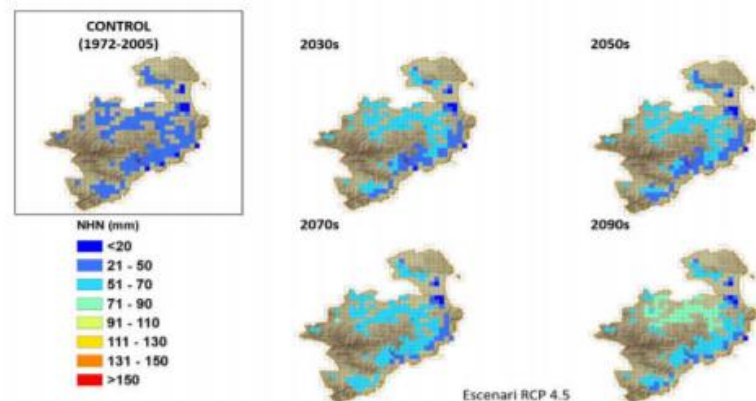 CONTROL
(1972-2005)
2030s
2050s
NHN (mm)
<20
21 - 50
51 - 70
71 - 90
91 - 110
111 - 130
131 - 150
>150
2070s
2090s
Escenari RCP 4.5